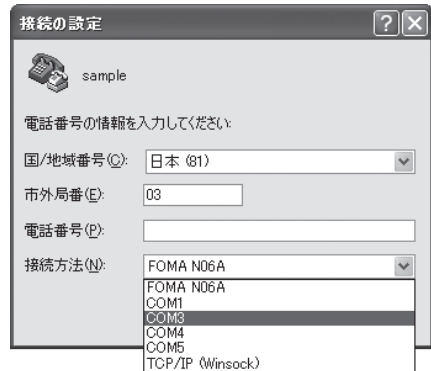 接続の設定
sample
電話番号の情報を入力してください:
国/地域番号(C): 日本 (81)
市外局番(E): 03
電話番号(P):
接続方法(N): FOMA N06A
FOMA N06A
COM1
COM3
COM4
COM5
TCP/IP (Winsock)